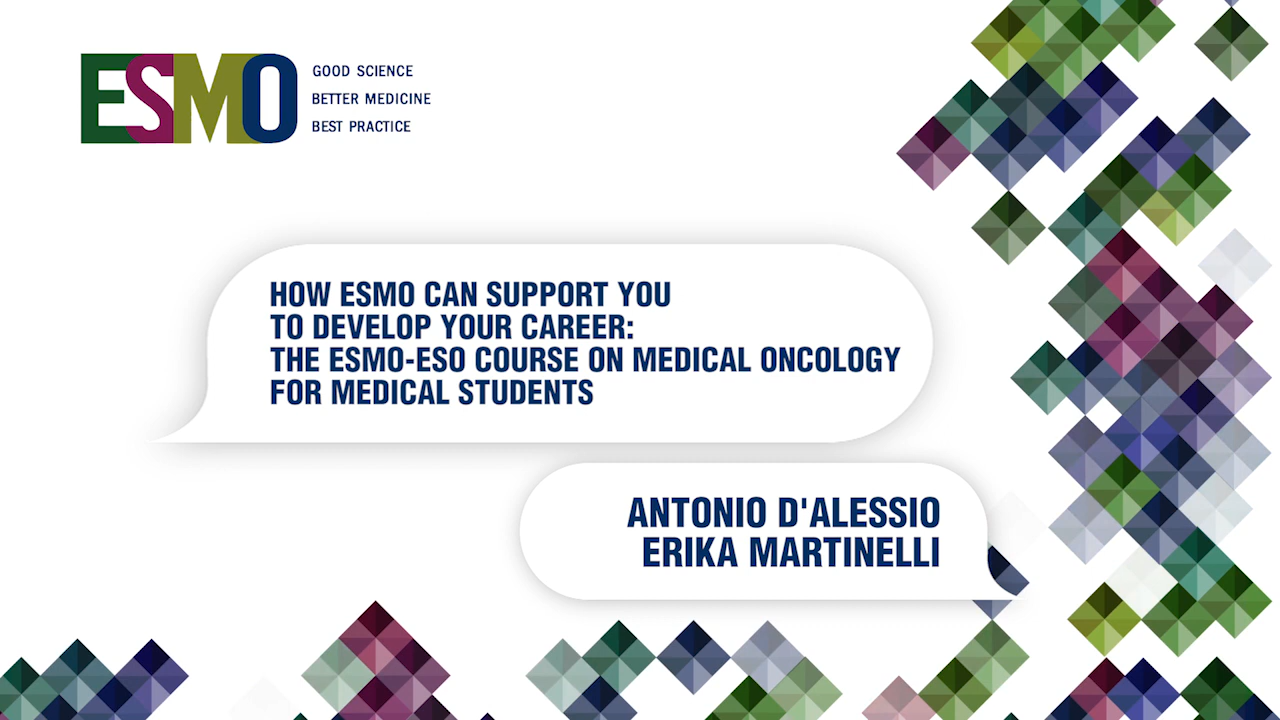 ESMO
GOOD SCIENCE
BETTER MEDICINE
BEST PRACTICE
HOW ESMO CAN SUPPORT YOU
TO DEVELOP YOUR CAREER:
THE ESMO-ESO COURSE ON MEDICAL ONCOLOGY
FOR MEDICAL STUDENTS
ANTONIO D'ALESSIO
ERIKA MARTINELLI